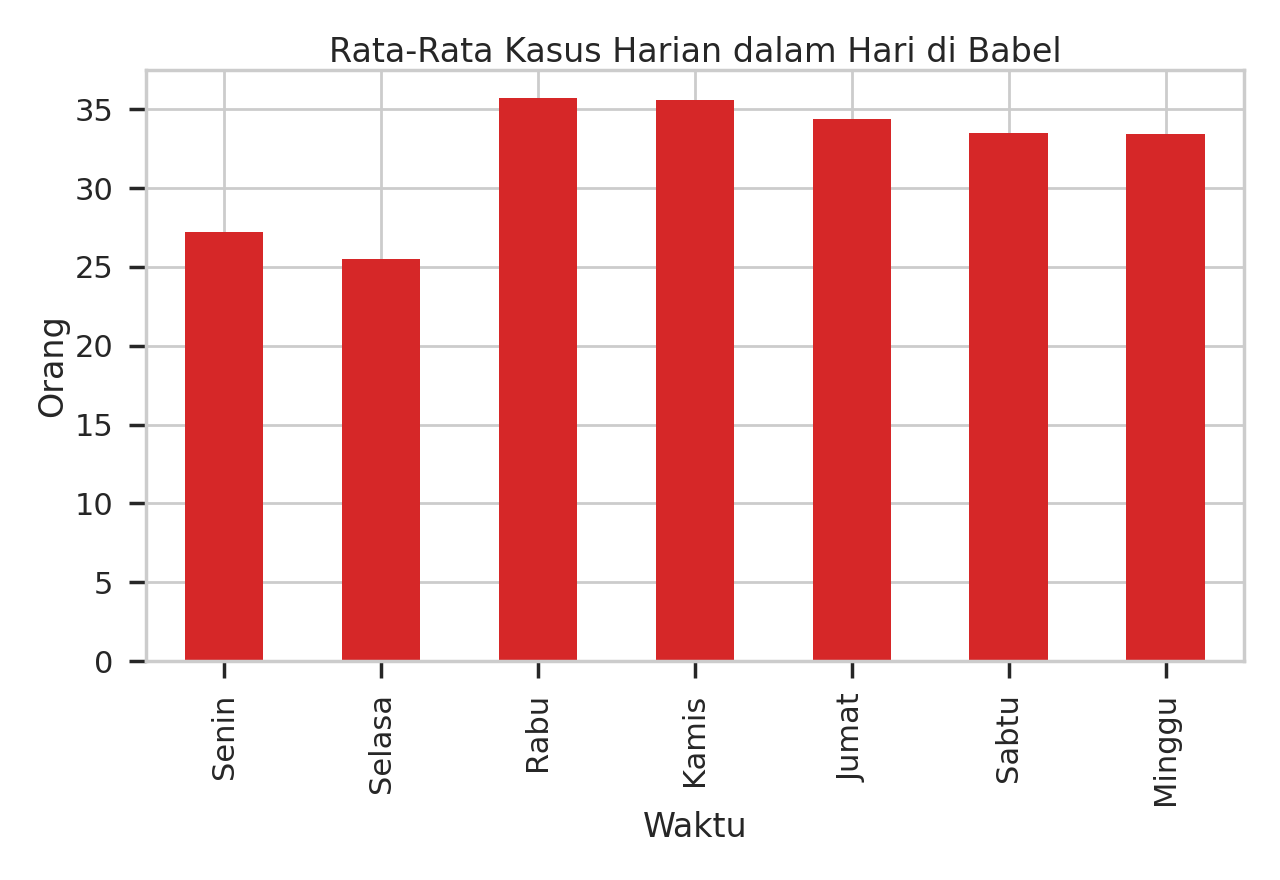 Rata-Rata Kasus Harian dalam Hari di Babel
Orang
35
30
25
20
15
10
5
0
Senin
Selasa
Rabu
Kamis
Jumat
Sabtu
Minggu
Waktu